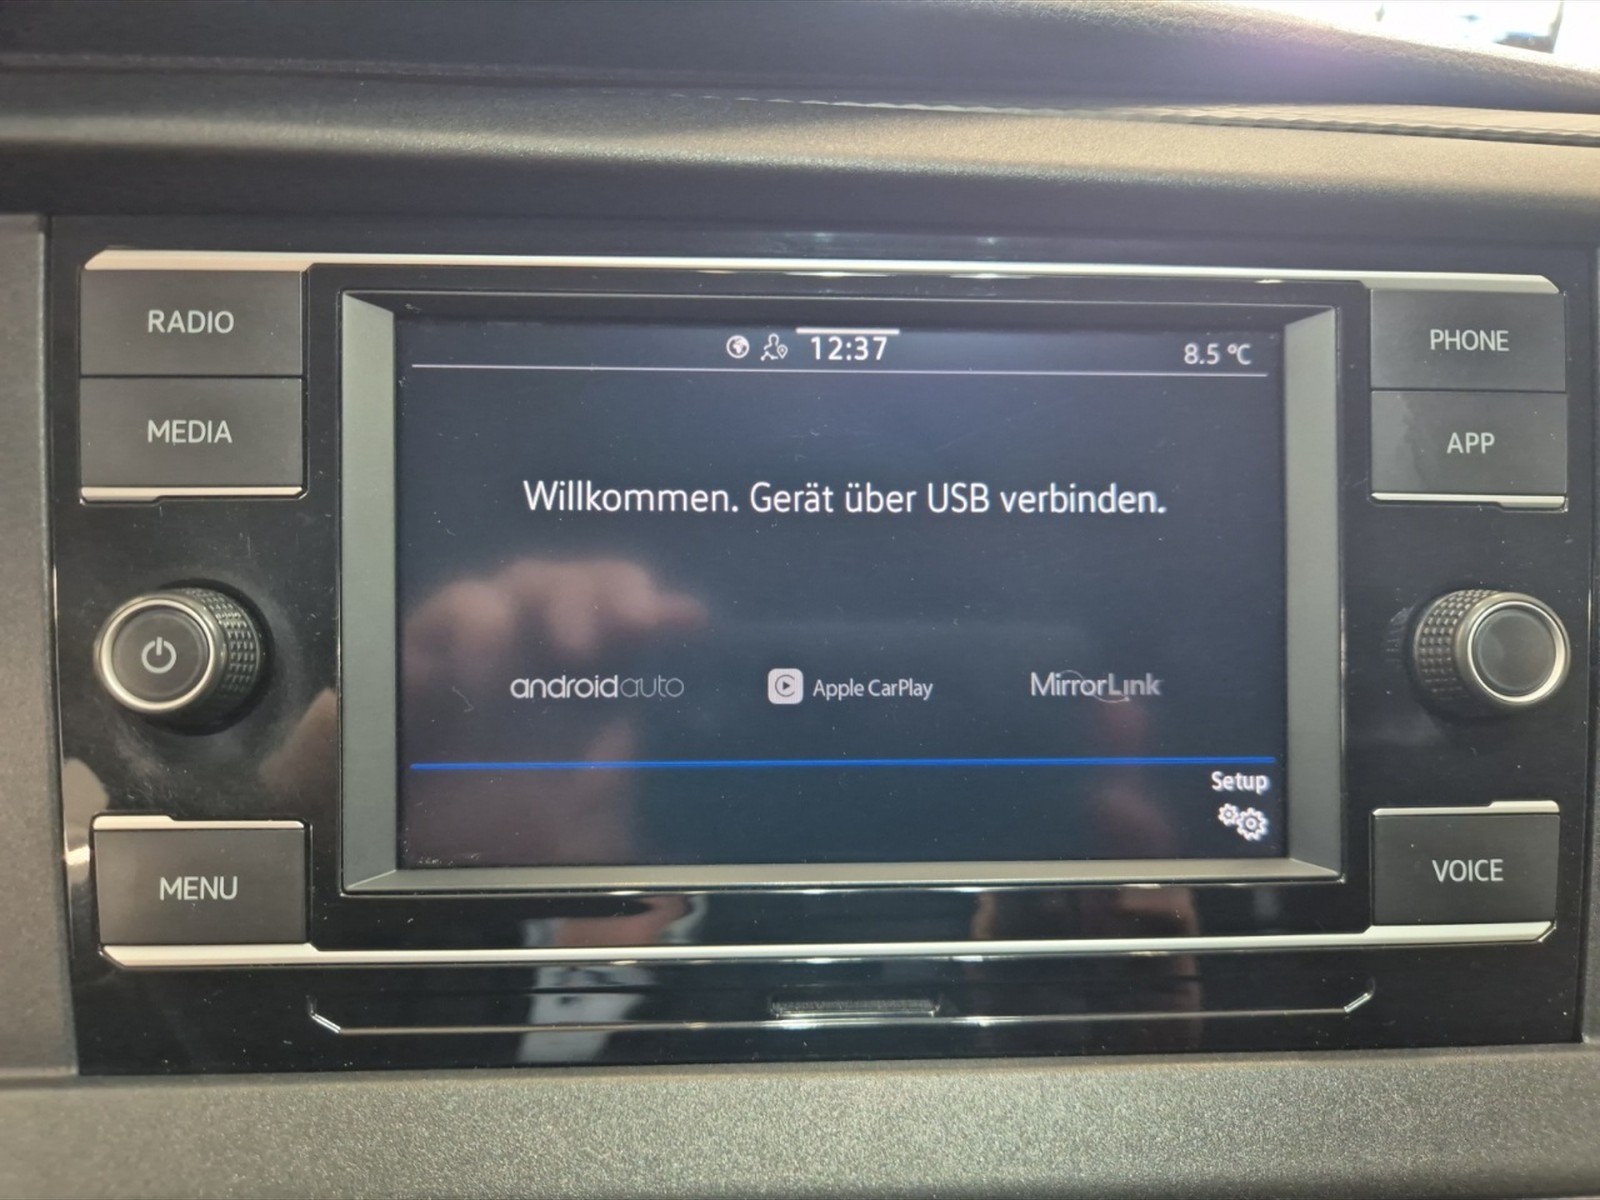 RADIO
MEDIA
MENU
12:37
8.5 °C
Willkommen. Gerät über USB verbinden.
androidauto
Apple CarPlay
MirrorLink
Setup
PHONE
APP
VOICE